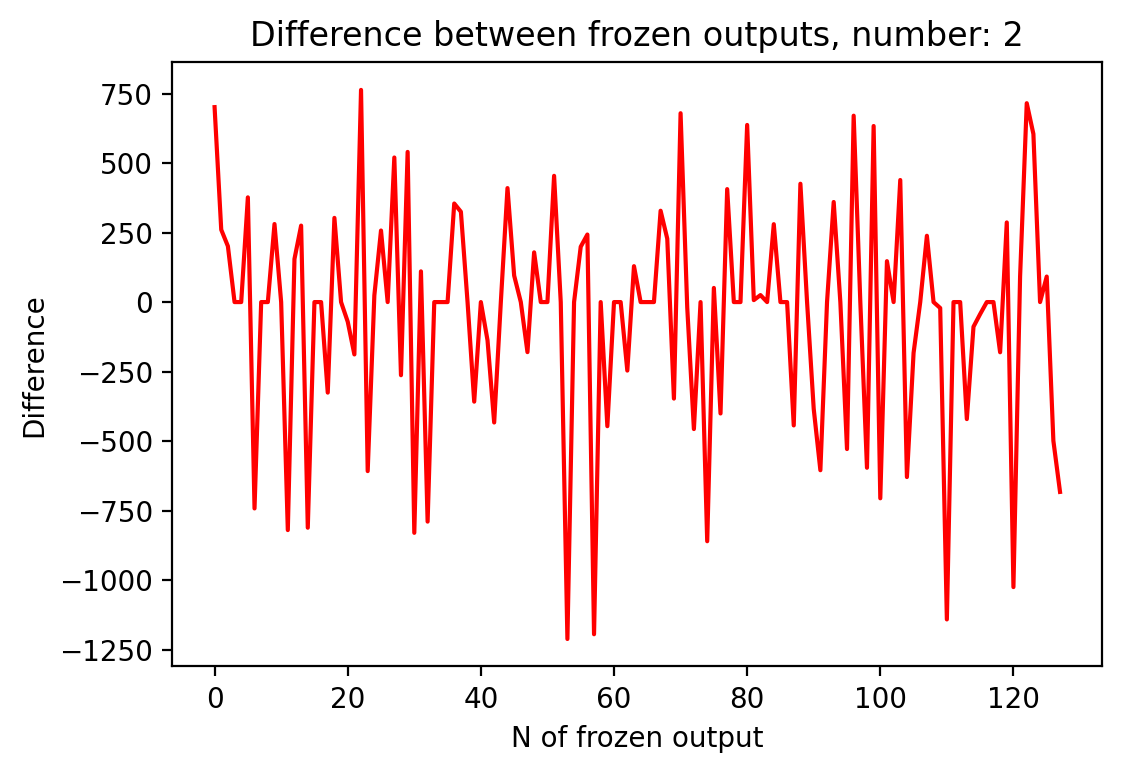 Difference between frozen outputs, number: 2
750
500
250
0
−250
−500
−750
−1000
−1250
Difference
0 20 40 60 80 100 120
N of frozen output